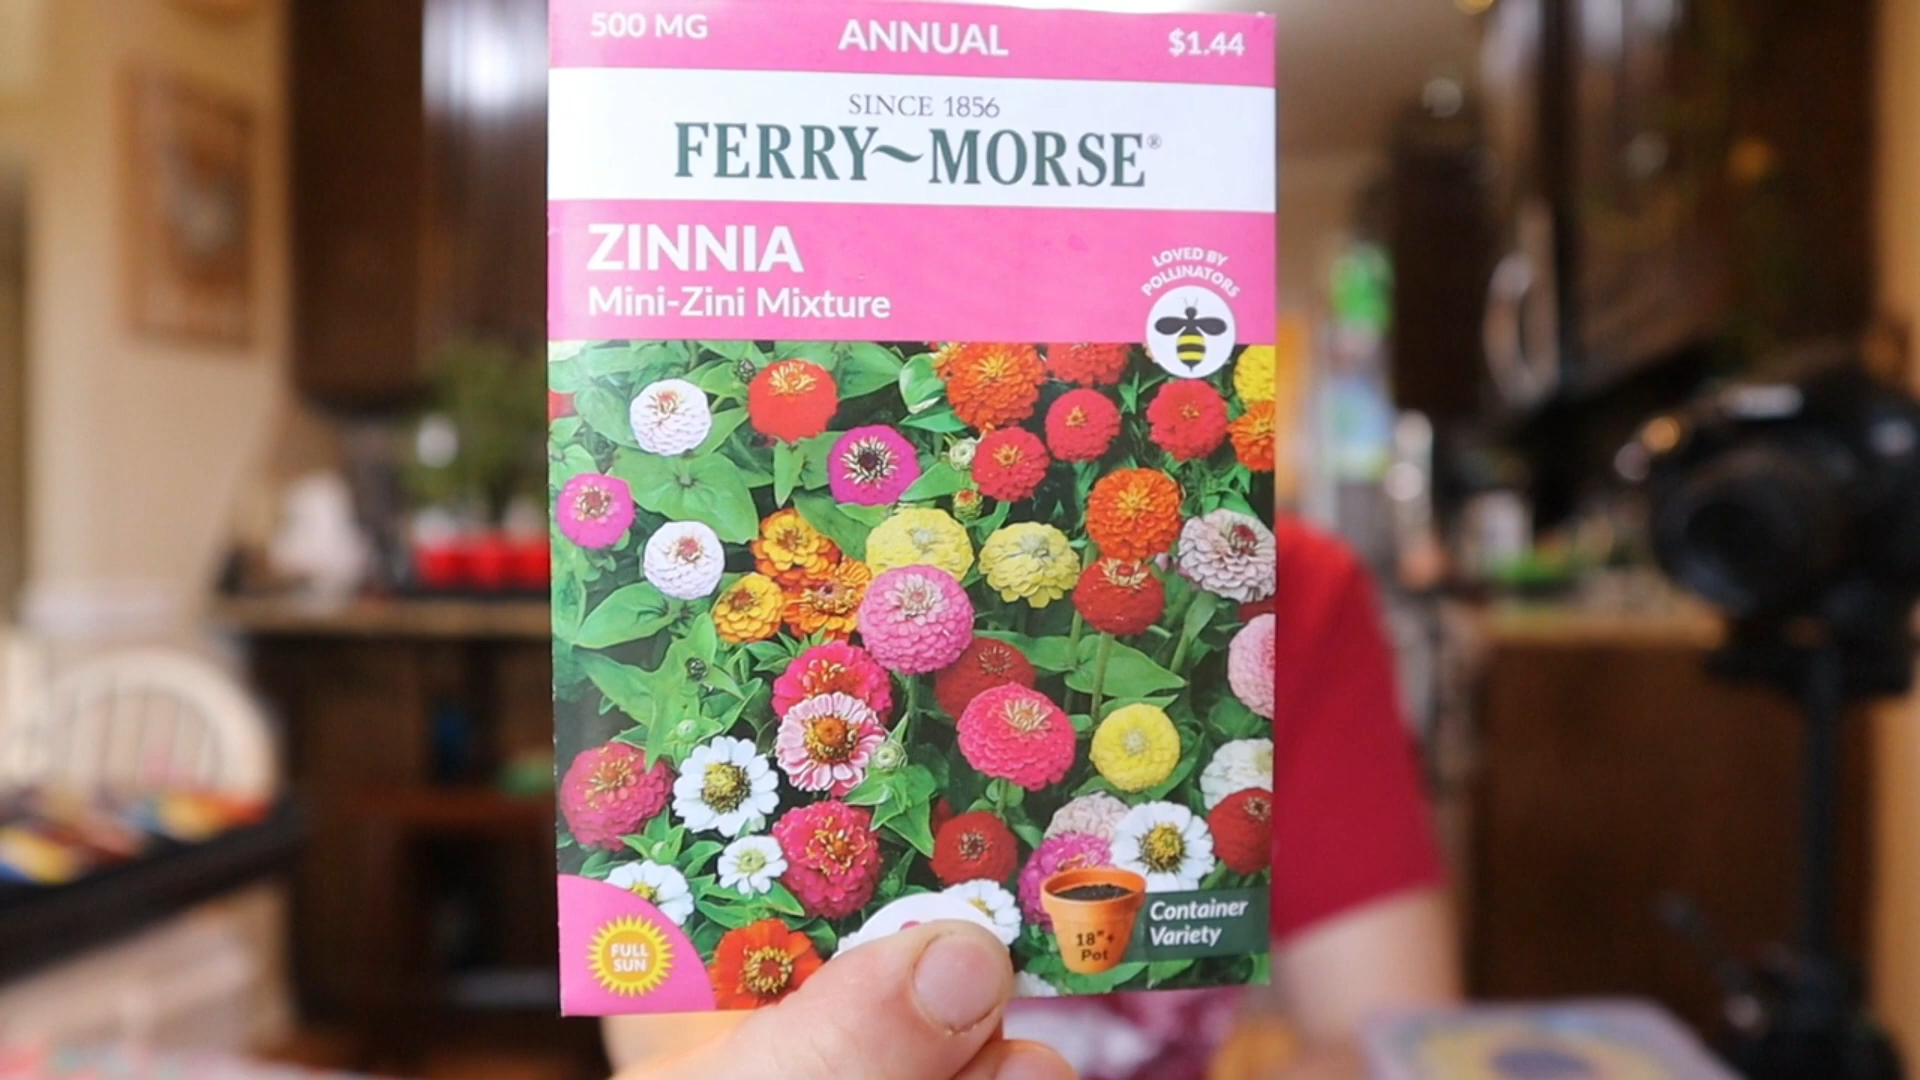 500 MG ANNUAL $1.44
SINCE 1856
FERRY~MORSE®
ZINNIA
Mini-Zini Mixture
LOVED BY
POLLINATORS
FULL
SUN
18"+
Pot
Container
Variety